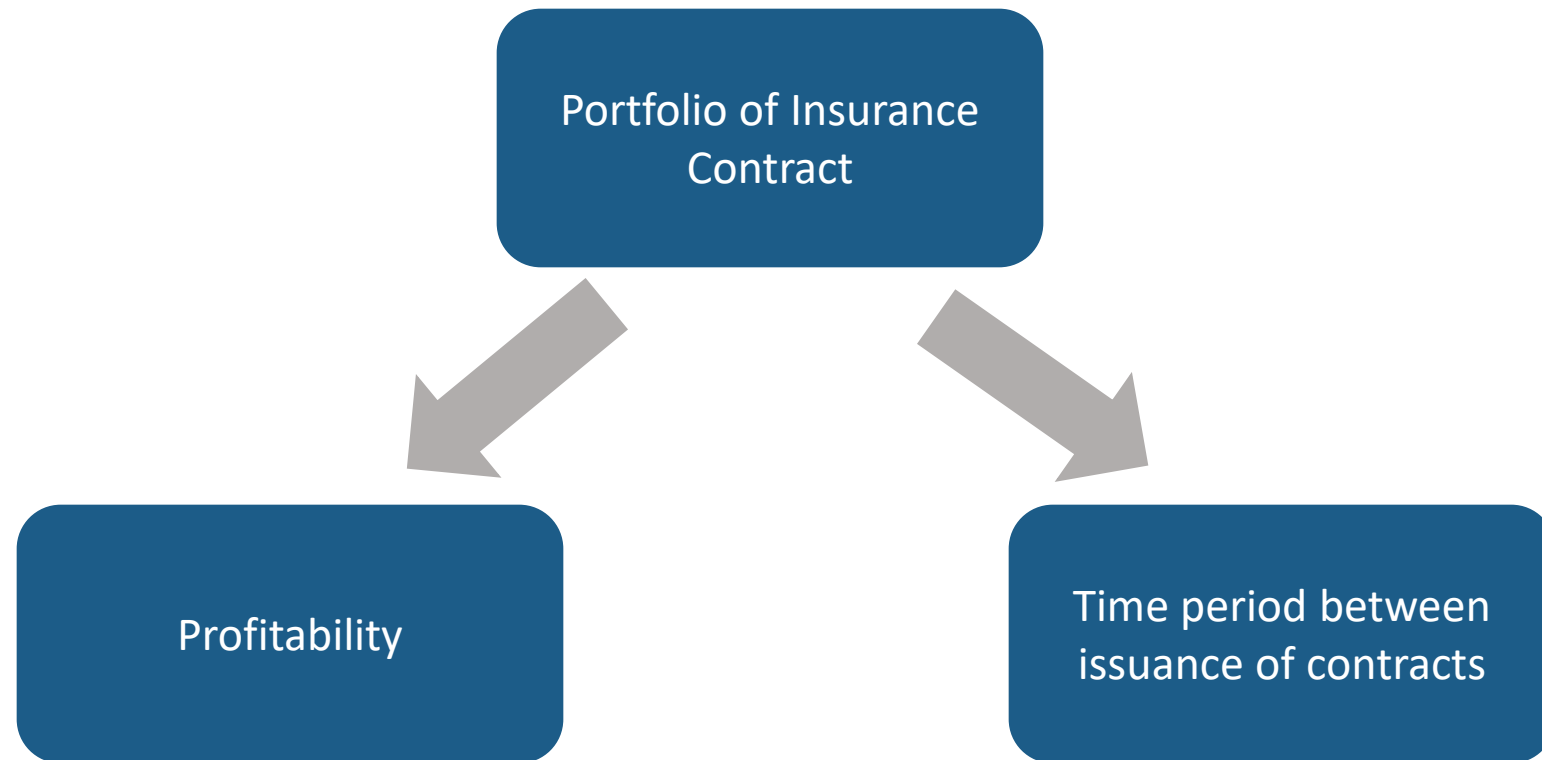 Portfolio of Insurance
Contract
Profitability
Time period between
issuance of contracts